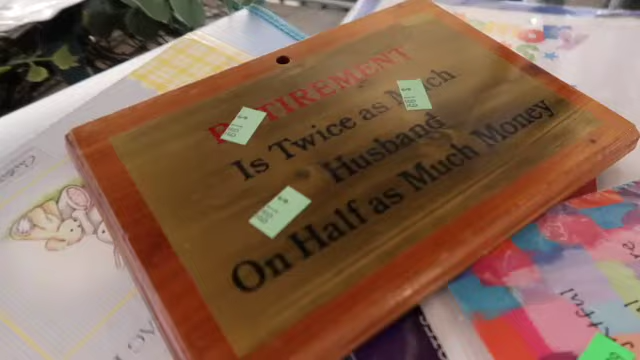 RETIREMENT
Is Twice as Much
Husband
On Half as Much Money